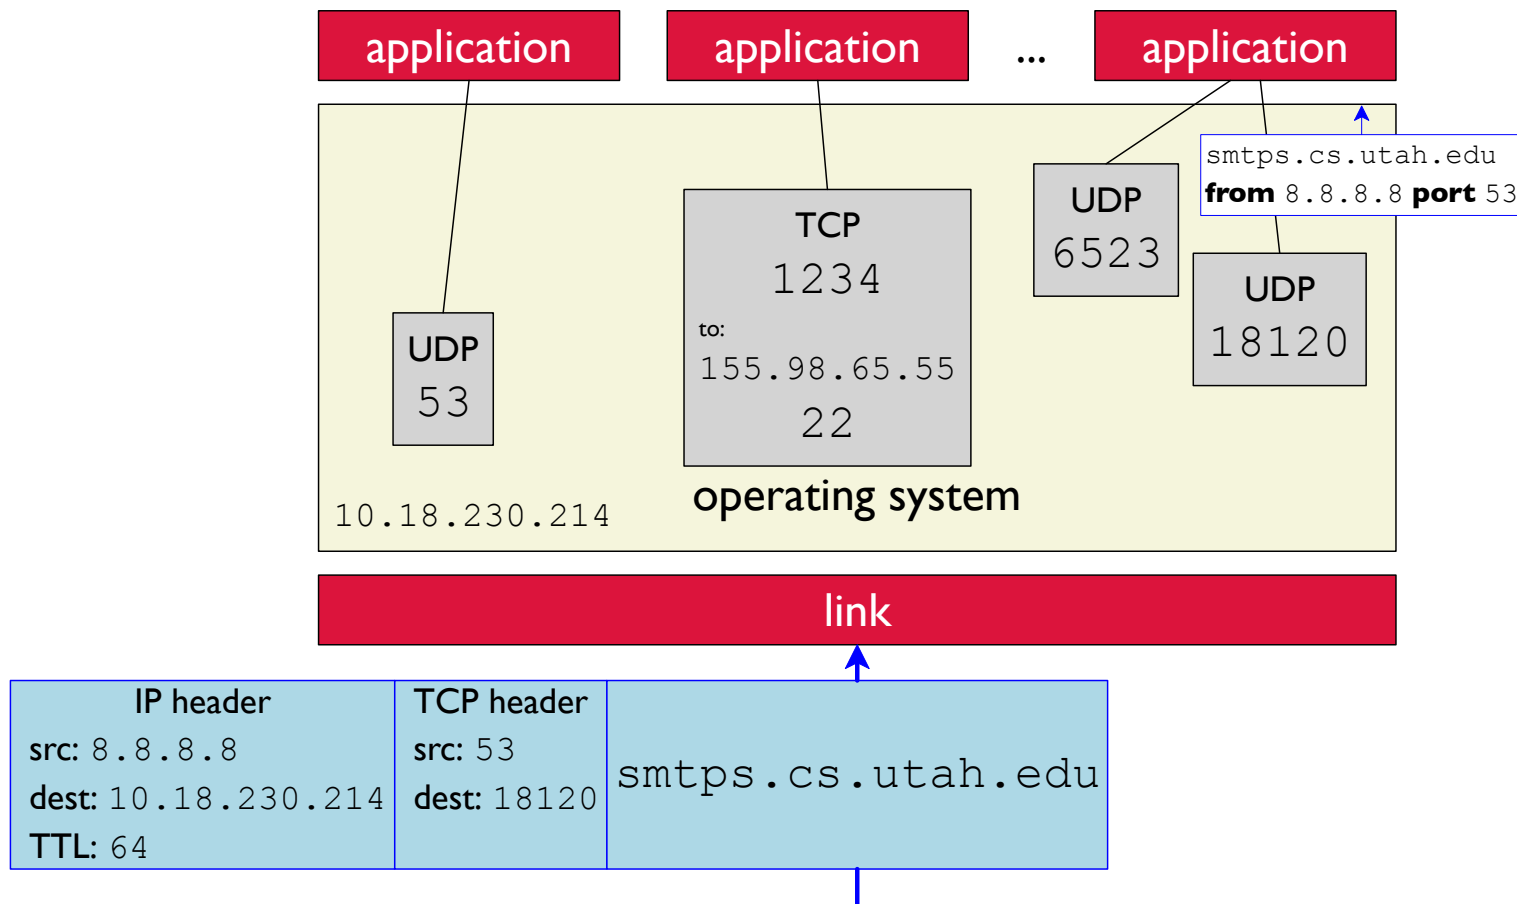 application
application
...
application
smtps.cs.utah.edu
from 8.8.8.8 port 53
UDP
6523
TCP
1234
to:
155.98.65.55
22
UDP
18120
UDP
53
operating system
10.18.230.214
link
IP header
src: 8.8.8.8
dest: 10.18.230.214
TTL: 64
TCP header
src: 53
dest: 18120
smtps.cs.utah.edu